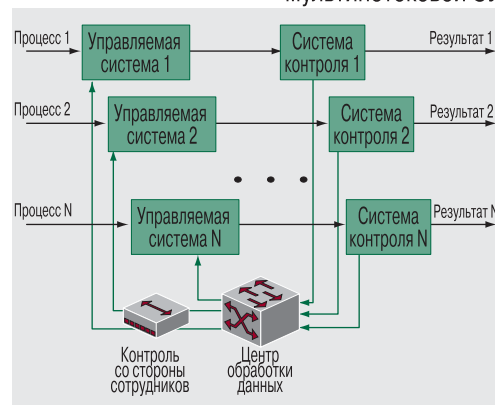 Процесс 1
Управляемая
система 1
Система
контроля 1
Результат 1
Процесс 2
Управляемая
система 2
Система
контроля 2
Результат 2
Процесс N
Управляемая
система N
Система
контроля N
Результат N
Контроль
со стороны
сотрудников
Центр
обработки
данных